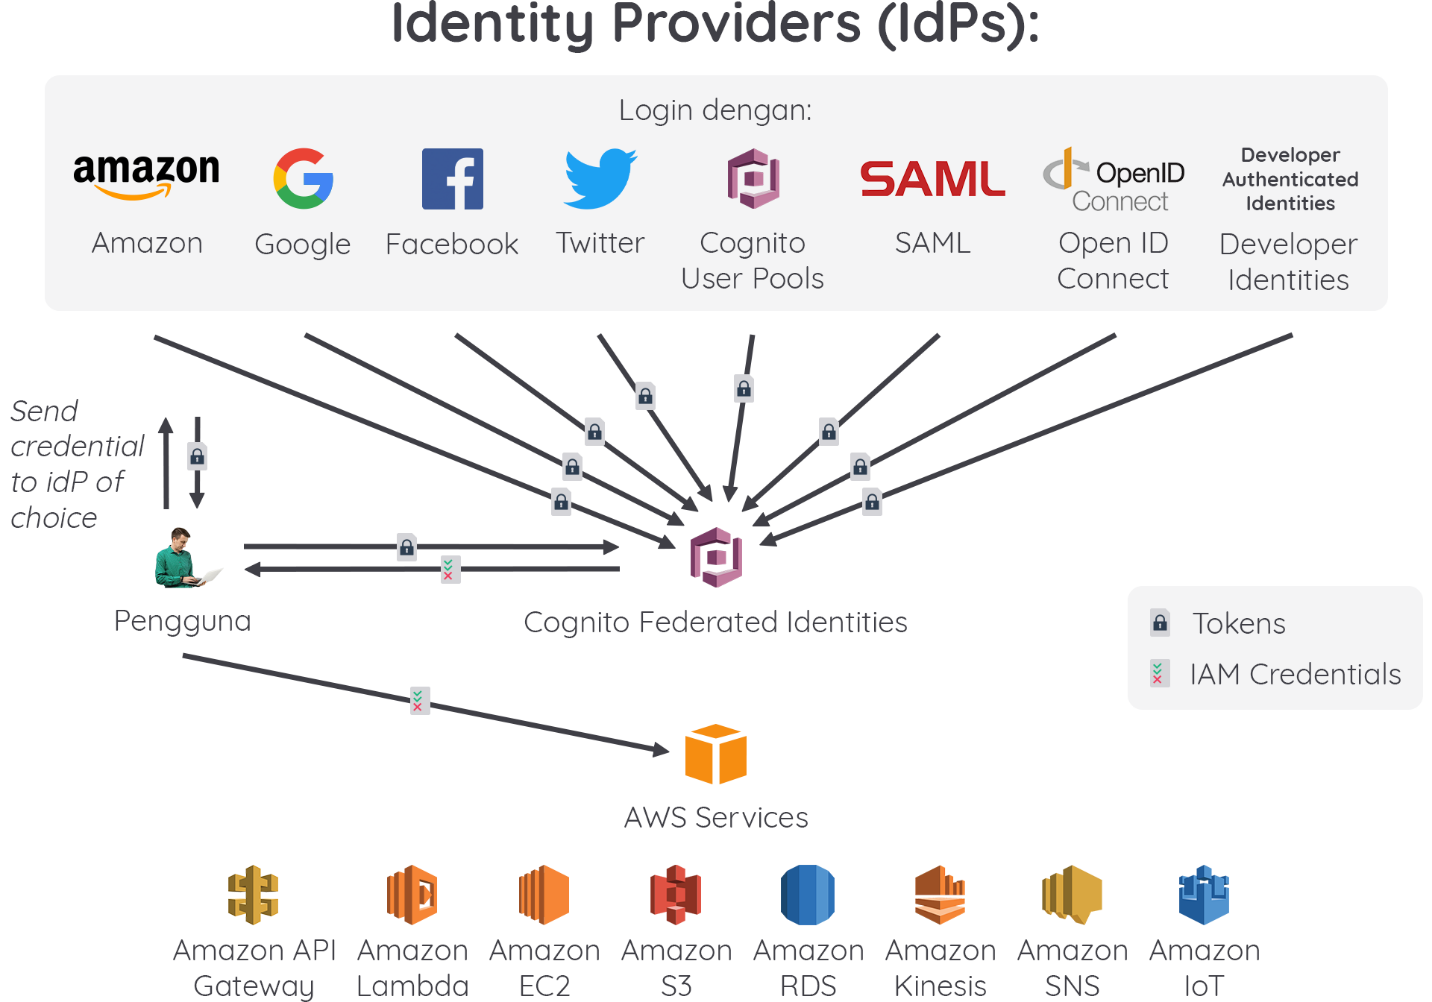 Identity Providers (IdPs):
Login dengan:
amazon
SAML
OpenID
Connect
Developer
Authenticated
Identities
Amazon
Google
Facebook
Twitter
Cognito
User Pools
SAML
Open ID
Connect
Developer
Identities
Send
credential
to idP of
choice
Pengguna
Cognito Federated Identities
Tokens
IAM Credentials
AWS Services
Amazon API
Gateway
Amazon
Lambda
Amazon
EC2
Amazon
S3
Amazon
RDS
Amazon
Kinesis
Amazon
SNS
Amazon
IoT